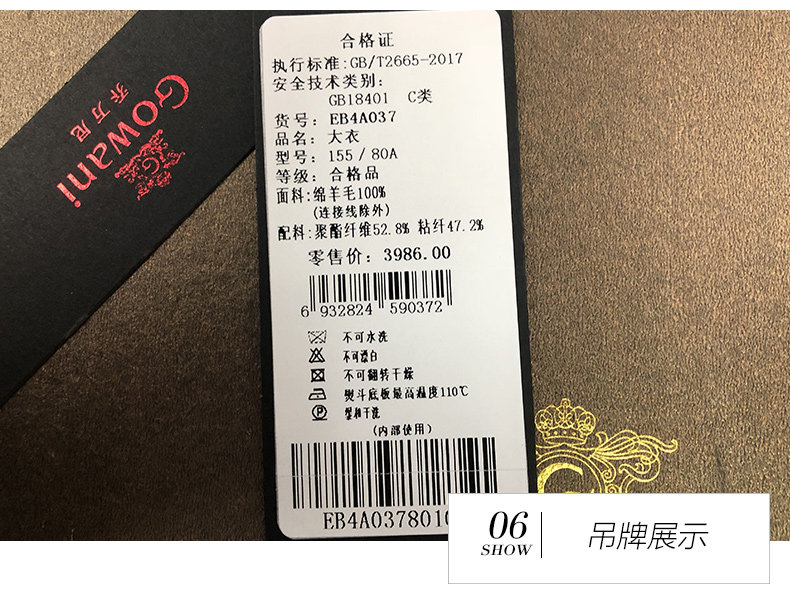 Gowani
乔万尼
G
合格证
执行标准:GB/T2665-2017
安全技术类别:
GB18401 C类
货号: EB4A037
品名: 大衣
型号: 155/80A
等级: 合格品
面料:绵羊毛100%
(连接线除外)
配料:聚酯纤维52.8% 粘纤47.2%
零售价: 3986.00
6 932824 590372
不可水洗
不可漂白
不可翻转干燥
熨斗底板最高温度110℃
P
干洗
(内部使用)
EB4A037801
06
SHOW
吊牌展示